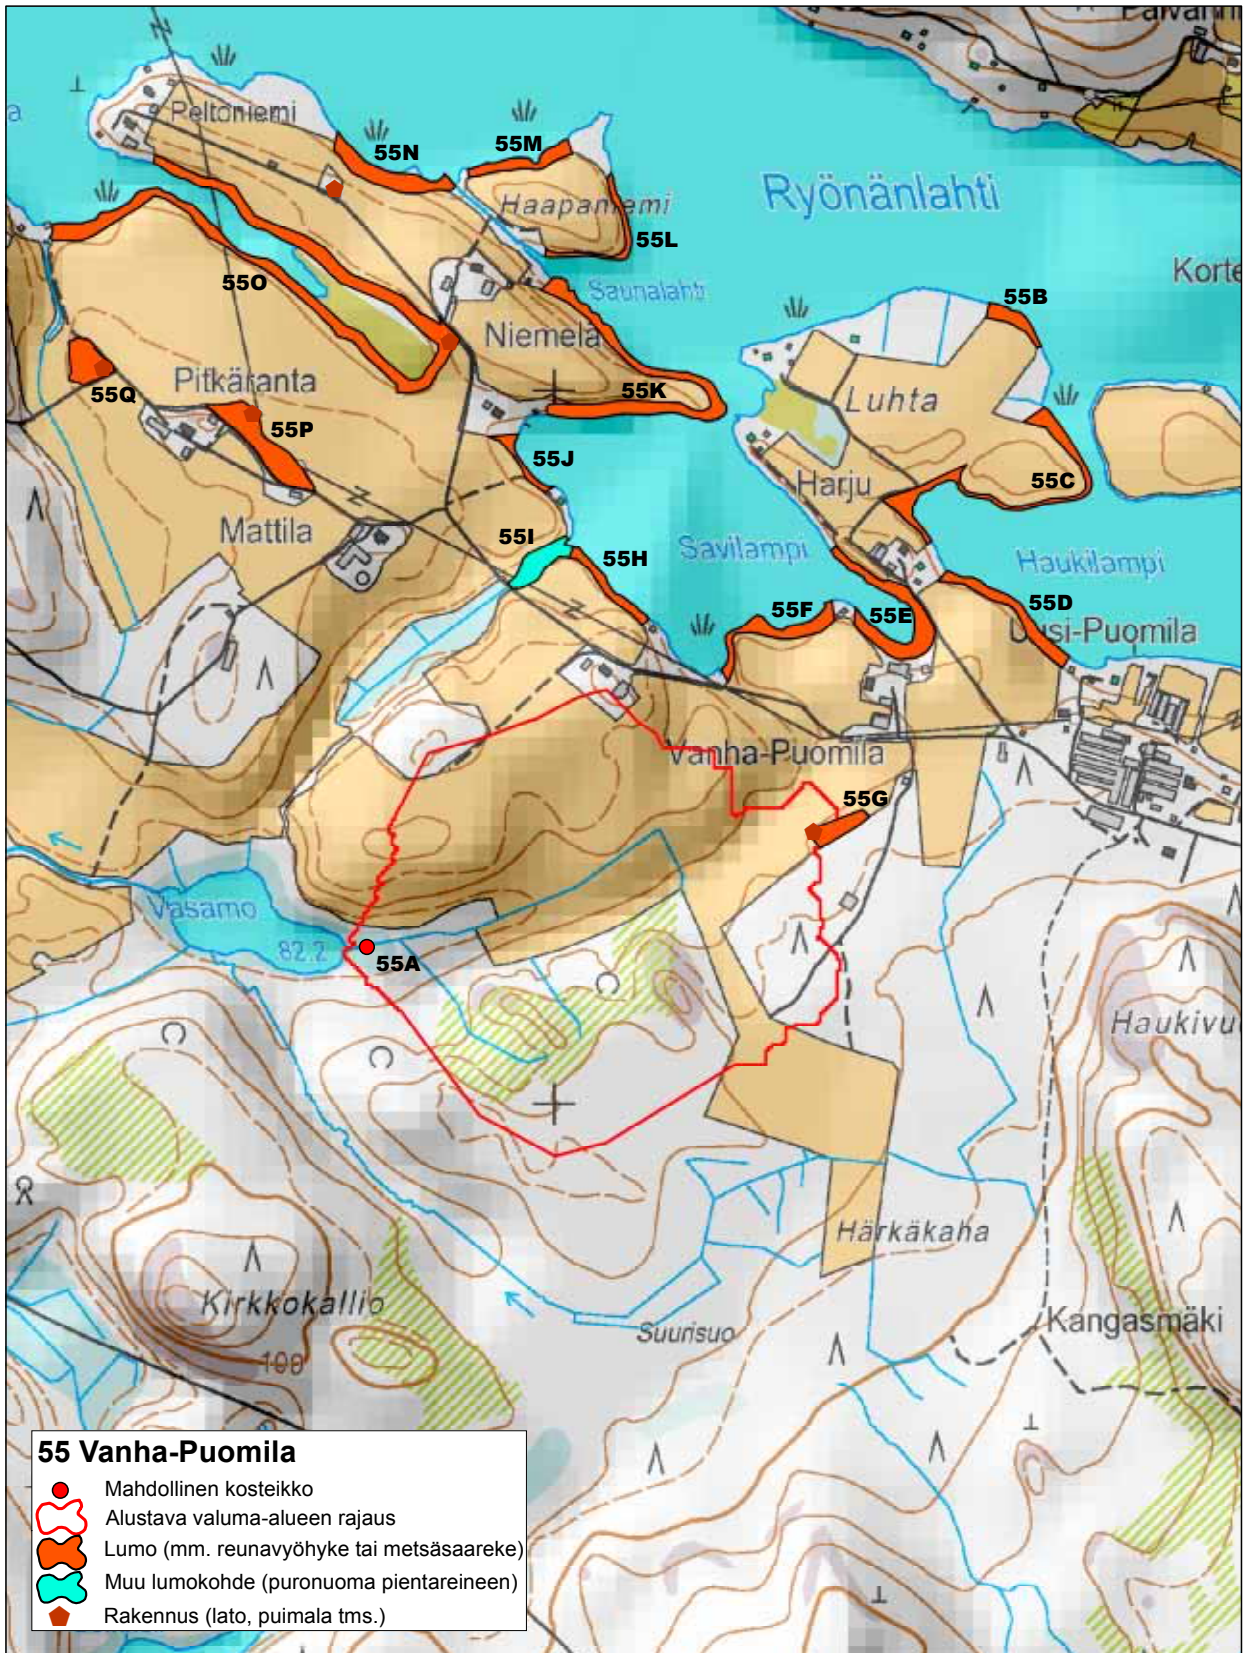 Peltoniemi
55N
55M
Haapaniemi
Ryönänlahti
55L
55O
Saunalahti
Korte
55B
Niemelä
Pitkäranta
55Q
55K
Luhta
55P
55J
55C
Harju
Mattila
55I
55H
Savilampi
Haukilampi
55F
55E
55D
Uusi-Puomila
Vanha-Puomila
55G
Vasamo
82.2
55A
Haukivu
Härkäkaha
Kirkkokallio
Suurisuo
Kangasmäki
100
55 Vanha-Puomila
Mahdollinen kosteikko
Alustava valuma-alueen rajaus
Lumo (mm. reunavyöhyke tai metsäsaareke)
Muu lumokohde (puronuoma pientareineen)
Rakennus (lato, puimala tms.)